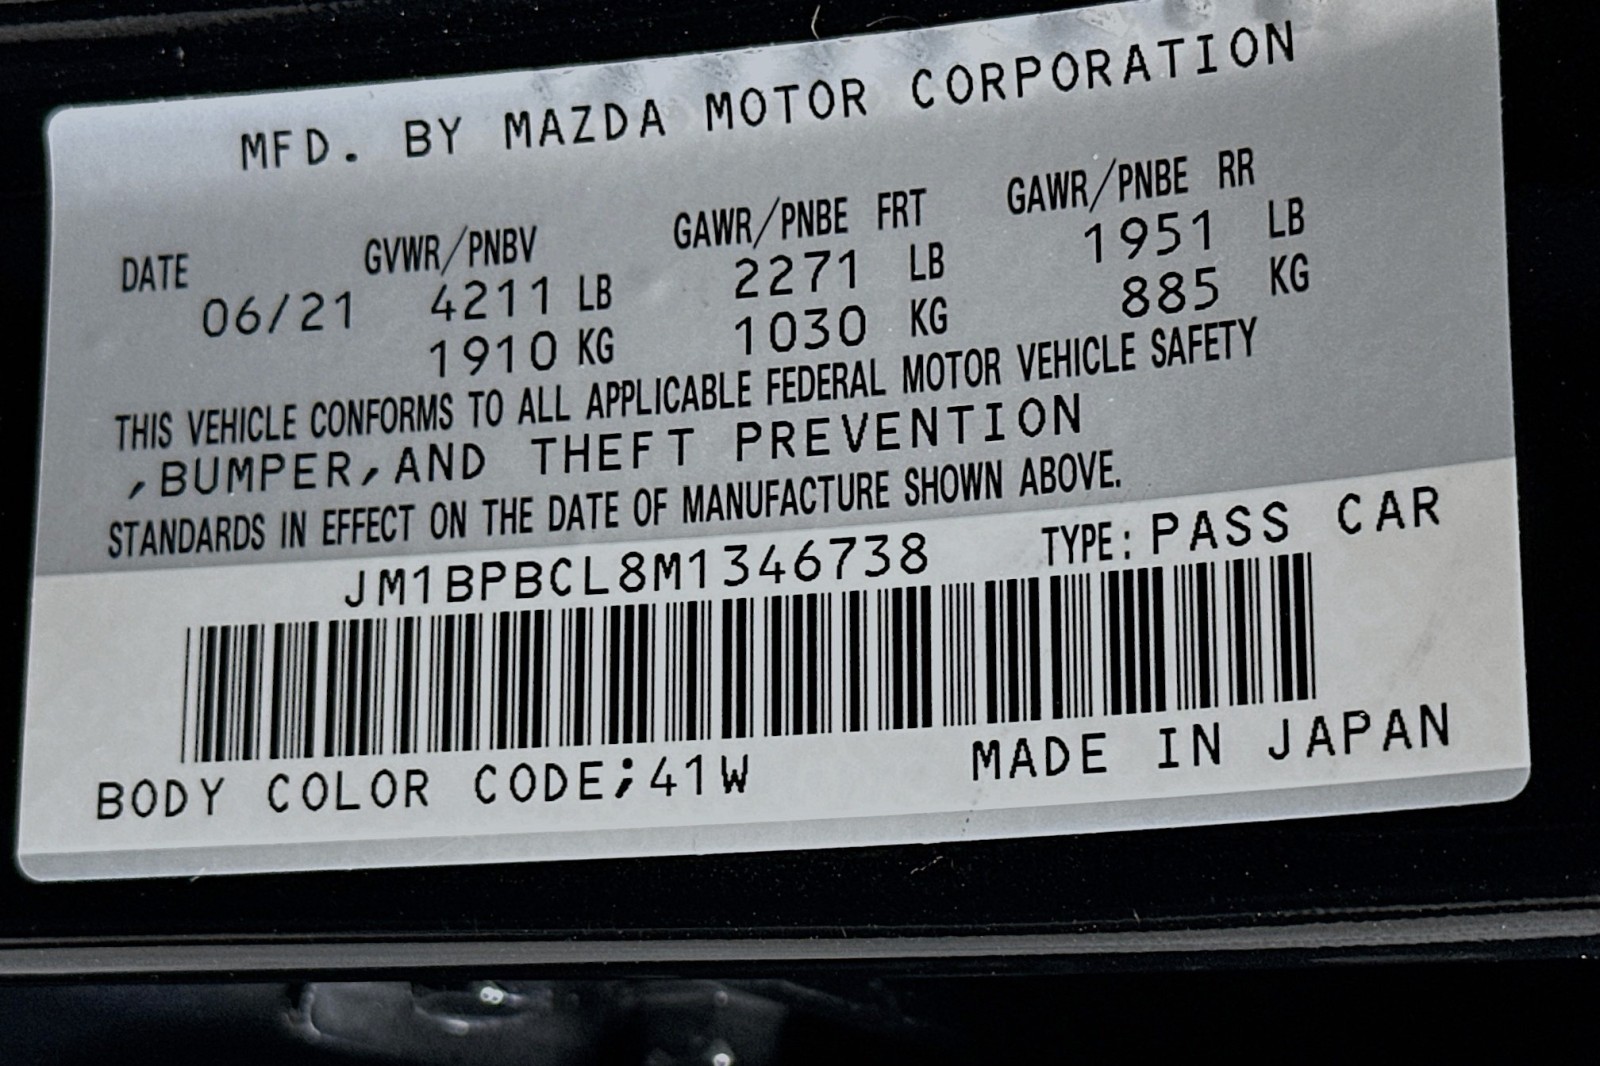 MFD. BY MAZDA MOTOR CORPORATION
DATE GVWR/PNBV GAWR/PNBE FRT GAWR/PNBE RR
06/21 4211 LB 2271 LB 1951 LB
1910 KG 1030 KG 885 KG
THIS VEHICLE CONFORMS TO ALL APPLICABLE FEDERAL MOTOR VEHICLE SAFETY
,BUMPER,AND THEFT PREVENTION
STANDARDS IN EFFECT ON THE DATE OF MANUFACTURE SHOWN ABOVE.
JM1BPBCL8M1346738 TYPE: PASS CAR
BODY COLOR CODE;41W MADE IN JAPAN